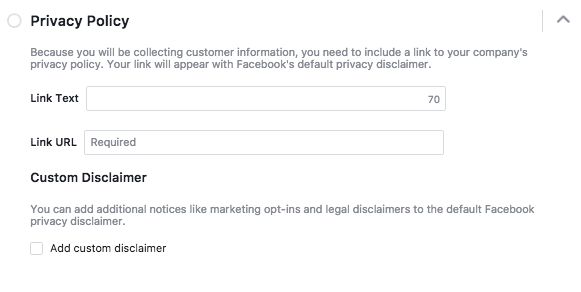 Privacy Policy
Because you will be collecting customer information, you need to include a link to your company's
privacy policy. Your link will appear with Facebook's default privacy disclaimer.
Link Text 70
Link URL Required
Custom Disclaimer
You can add additional notices like marketing opt-ins and legal disclaimers to the default Facebook
privacy disclaimer.
Add custom disclaimer